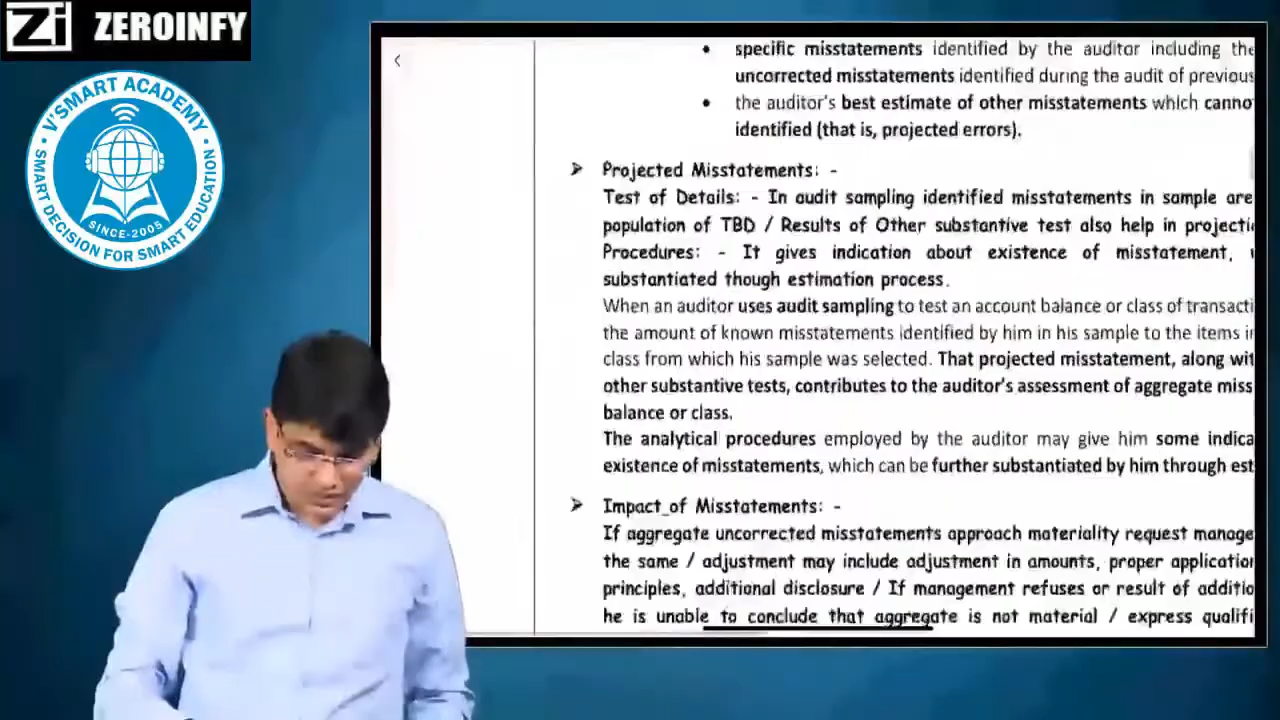 Zi ZEROINFY
V'SMART ACADEMY
SMART DECISION FOR SMART EDUCATION
SINCE-2005
specific misstatements identified by the auditor including the
uncorrected misstatements identified during the audit of previous
the auditor's best estimate of other misstatements which canno
identified (that is, projected errors).
Projected Misstatements: -
Test of Details: - In audit sampling identified misstatements in sample are
population of TBD / Results of Other substantive test also help in projecti
Procedures: - It gives indication about existence of misstatement,
substantiated though estimation process.
When an auditor uses audit sampling to test an account balance or class of transacti
the amount of known misstatements identified by him in his sample to the items i
class from which his sample was selected. That projected misstatement, along wit
other substantive tests, contributes to the auditor's assessment of aggregate miss
balance or class.
The analytical procedures employed by the auditor may give him some indica
existence of misstatements, which can be further substantiated by him through est
Impact of Misstatements: -
If aggregate uncorrected misstatements approach materiality request manage
the same / adjustment may include adjustment in amounts, proper application
principles, additional disclosure / If management refuses or result of additio
he is unable to conclude that aggregate is not material / express qualifi